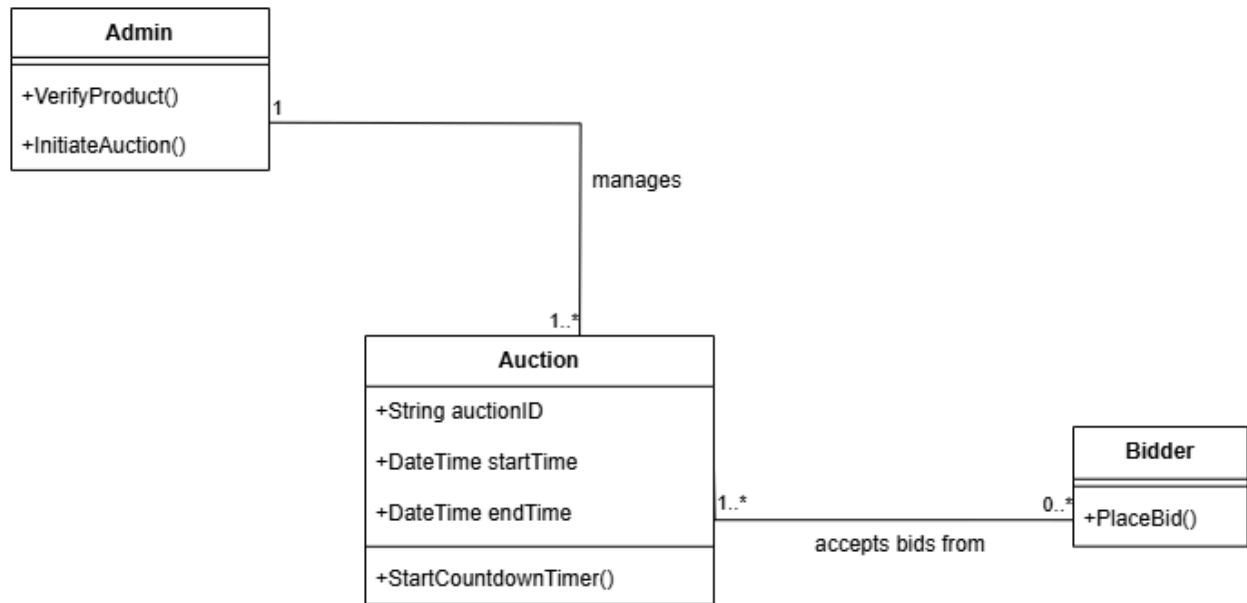 Admin
+VerifyProduct()
+InitiateAuction()
1
manages
1..*
Auction
+String auctionID
+DateTime startTime
+DateTime endTime
+StartCountdownTimer()
1..*
0..*
accepts bids from
Bidder
+PlaceBid()